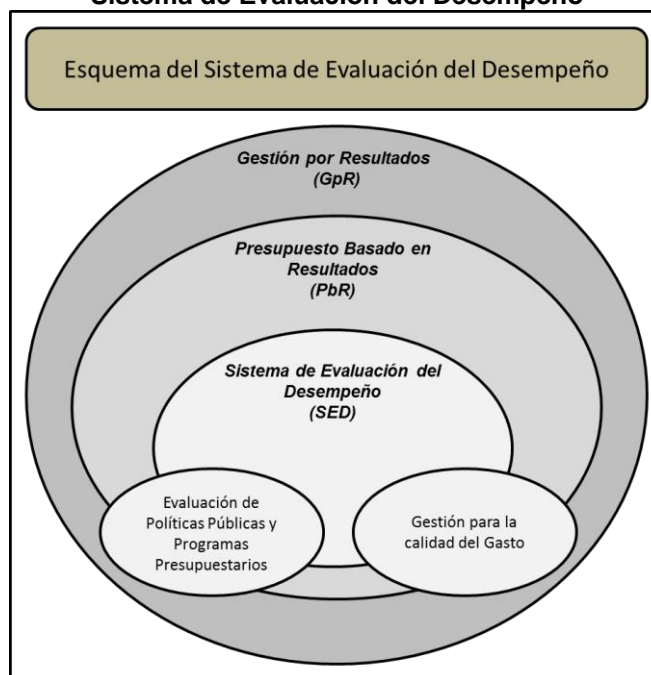 Sistema de Evaluación del Desempeño
Esquema del Sistema de Evaluación del Desempeño
Gestión por Resultados
(GpR)
Presupuesto Basado en
Resultados
(PbR)
Sistema de Evaluación del
Desempeño
(SED)
Evaluación de
Políticas Públicas y
Programas
Presupuestarios
Gestión para la
calidad del Gasto